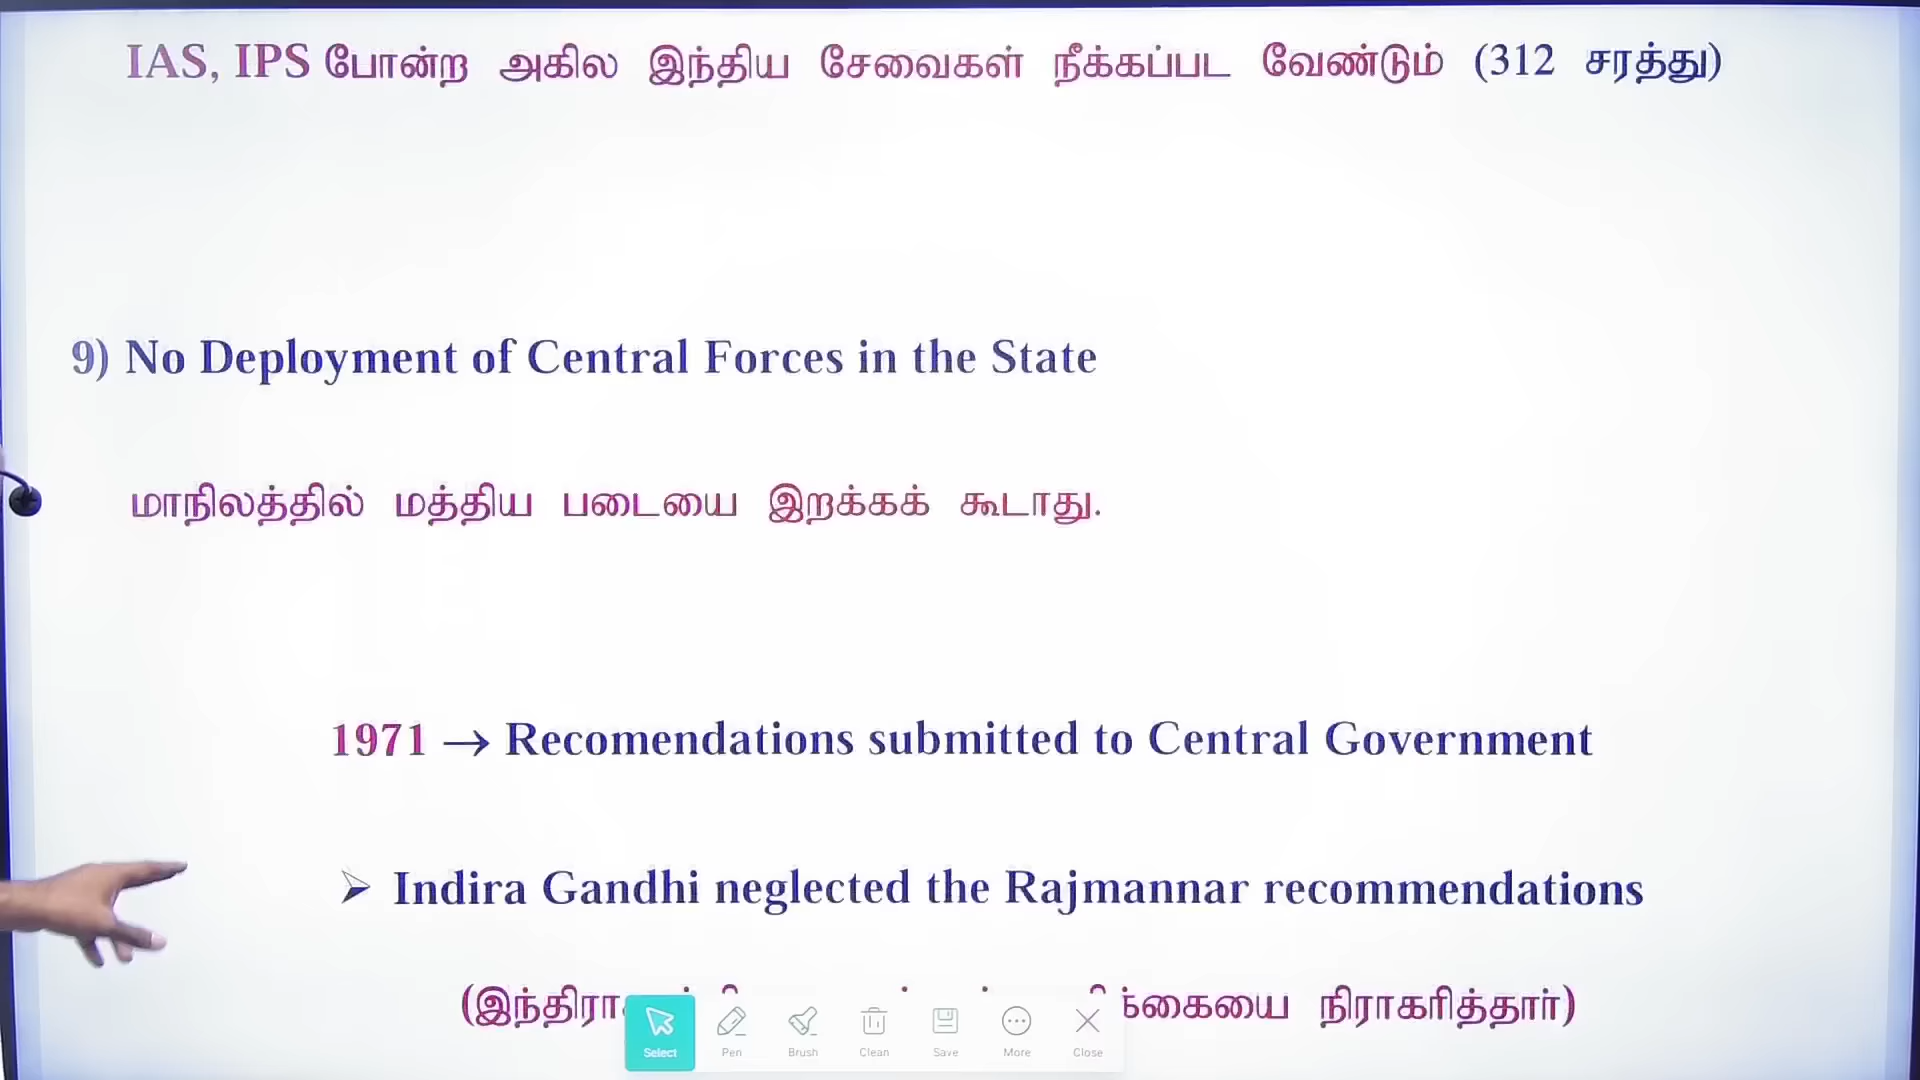 IAS, IPS போன்ற அகில இந்திய சேவைகள் நீக்கப்பட வேண்டும் (312 சரத்து)
9) No Deployment of Central Forces in the State
மாநிலத்தில் மத்திய படையை இறக்கக் கூடாது.
1971 → Recomendations submitted to Central Government
➢ Indira Gandhi neglected the Rajmannar recommendations
நிராகரித்தார்)
Select Pen Brush Clean Save More Close